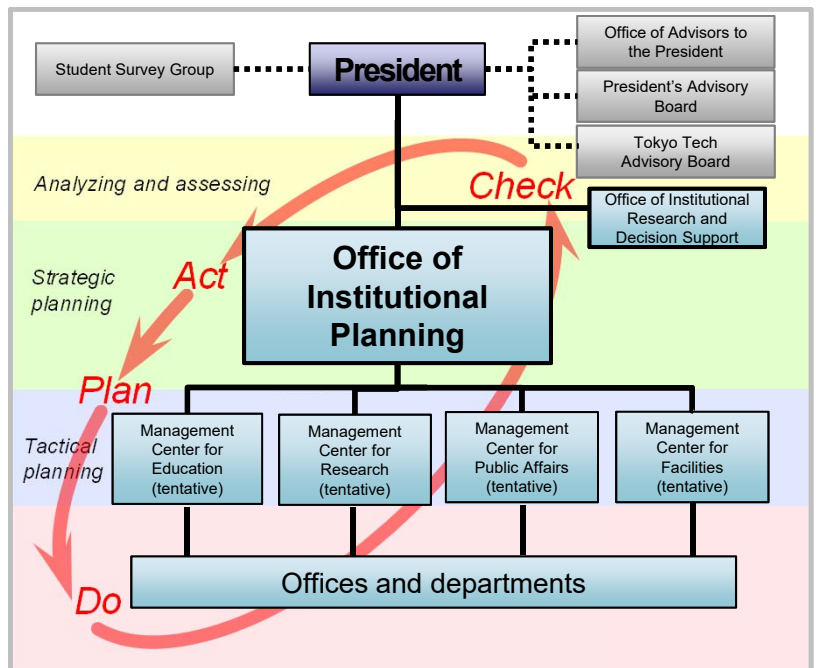 Student Survey Group
President
Office of Advisors to
the President
President's Advisory
Board
Tokyo Tech
Advisory Board
Analyzing and assessing
Check
Office of Institutional
Research and
Decision Support
Strategic
planning
Act
Office of
Institutional
Planning
Plan
Tactical
planning
Management
Center for
Education
(tentative)
Management
Center for
Research
(tentative)
Management
Center for
Public Affairs
(tentative)
Management
Center for
Facilities
(tentative)
Offices and departments
Do